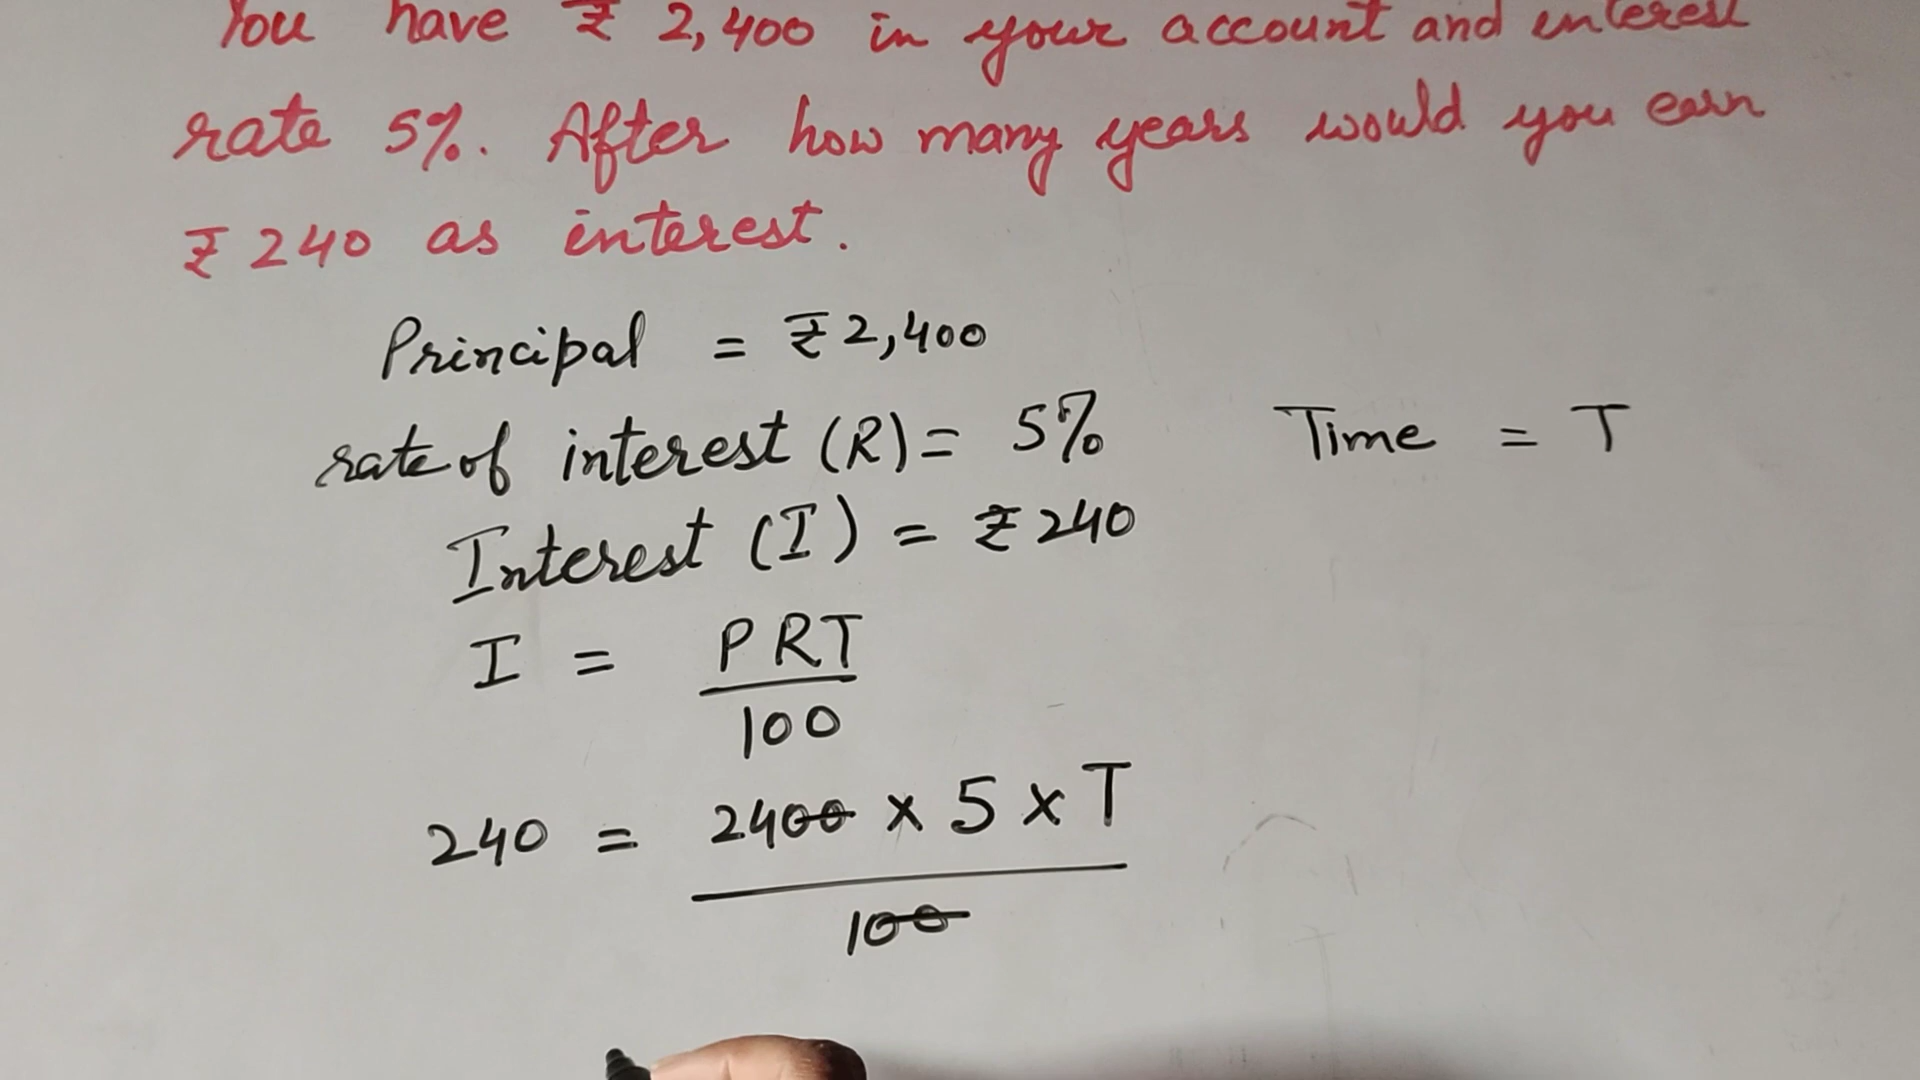 You have ₹ 2,400 in your account and interest
rate 5%. After how many years would you earn
₹ 240 as interest.
Principal = ₹ 2,400
rate of interest (R) = 5% Time = T
Interest (I) = ₹ 240
I = PRT
100
240 = 2400 x 5 x T
100